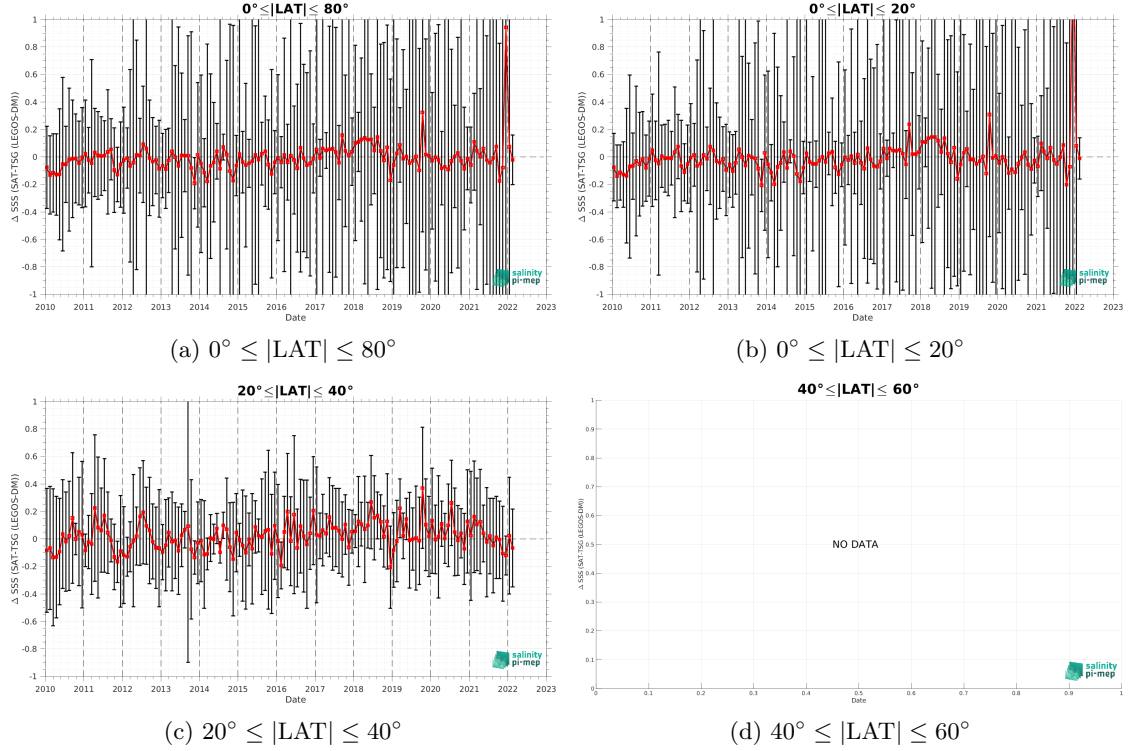 0°≤|LAT|≤ 80°
Δ SSS (SAT-TSG (LEGOS-DM))
1
0.8
0.6
0.4
0.2
0
-0.2
-0.4
-0.6
-0.8
-1
2010 2011 2012 2013 2014 2015 2016 2017 2018 2019 2020 2021 2022 2023
Date
salinity
pi-mep
(a) 0° ≤ |LAT| ≤ 80°
0°≤|LAT|≤ 20°
Δ SSS (SAT-TSG (LEGOS-DM))
1
0.8
0.6
0.4
0.2
0
-0.2
-0.4
-0.6
-0.8
-1
2010 2011 2012 2013 2014 2015 2016 2017 2018 2019 2020 2021 2022 2023
Date
salinity
pi-mep
(b) 0° ≤ |LAT| ≤ 20°
20°≤|LAT|≤ 40°
Δ SSS (SAT-TSG (LEGOS-DM))
1
0.8
0.6
0.4
0.2
0
-0.2
-0.4
-0.6
-0.8
-1
2010 2011 2012 2013 2014 2015 2016 2017 2018 2019 2020 2021 2022 2023
Date
salinity
pi-mep
(c) 20° ≤ |LAT| ≤ 40°
40°≤|LAT|≤ 60°
Δ SSS (SAT-TSG (LEGOS-DM))
1
0.9
0.8
0.7
0.6
0.5
0.4
0.3
0.2
0.1
0
NO DATA
0 0.1 0.2 0.3 0.4 0.5 0.6 0.7 0.8 0.9 1
Date
salinity
pi-mep
(d) 40° ≤ |LAT| ≤ 60°